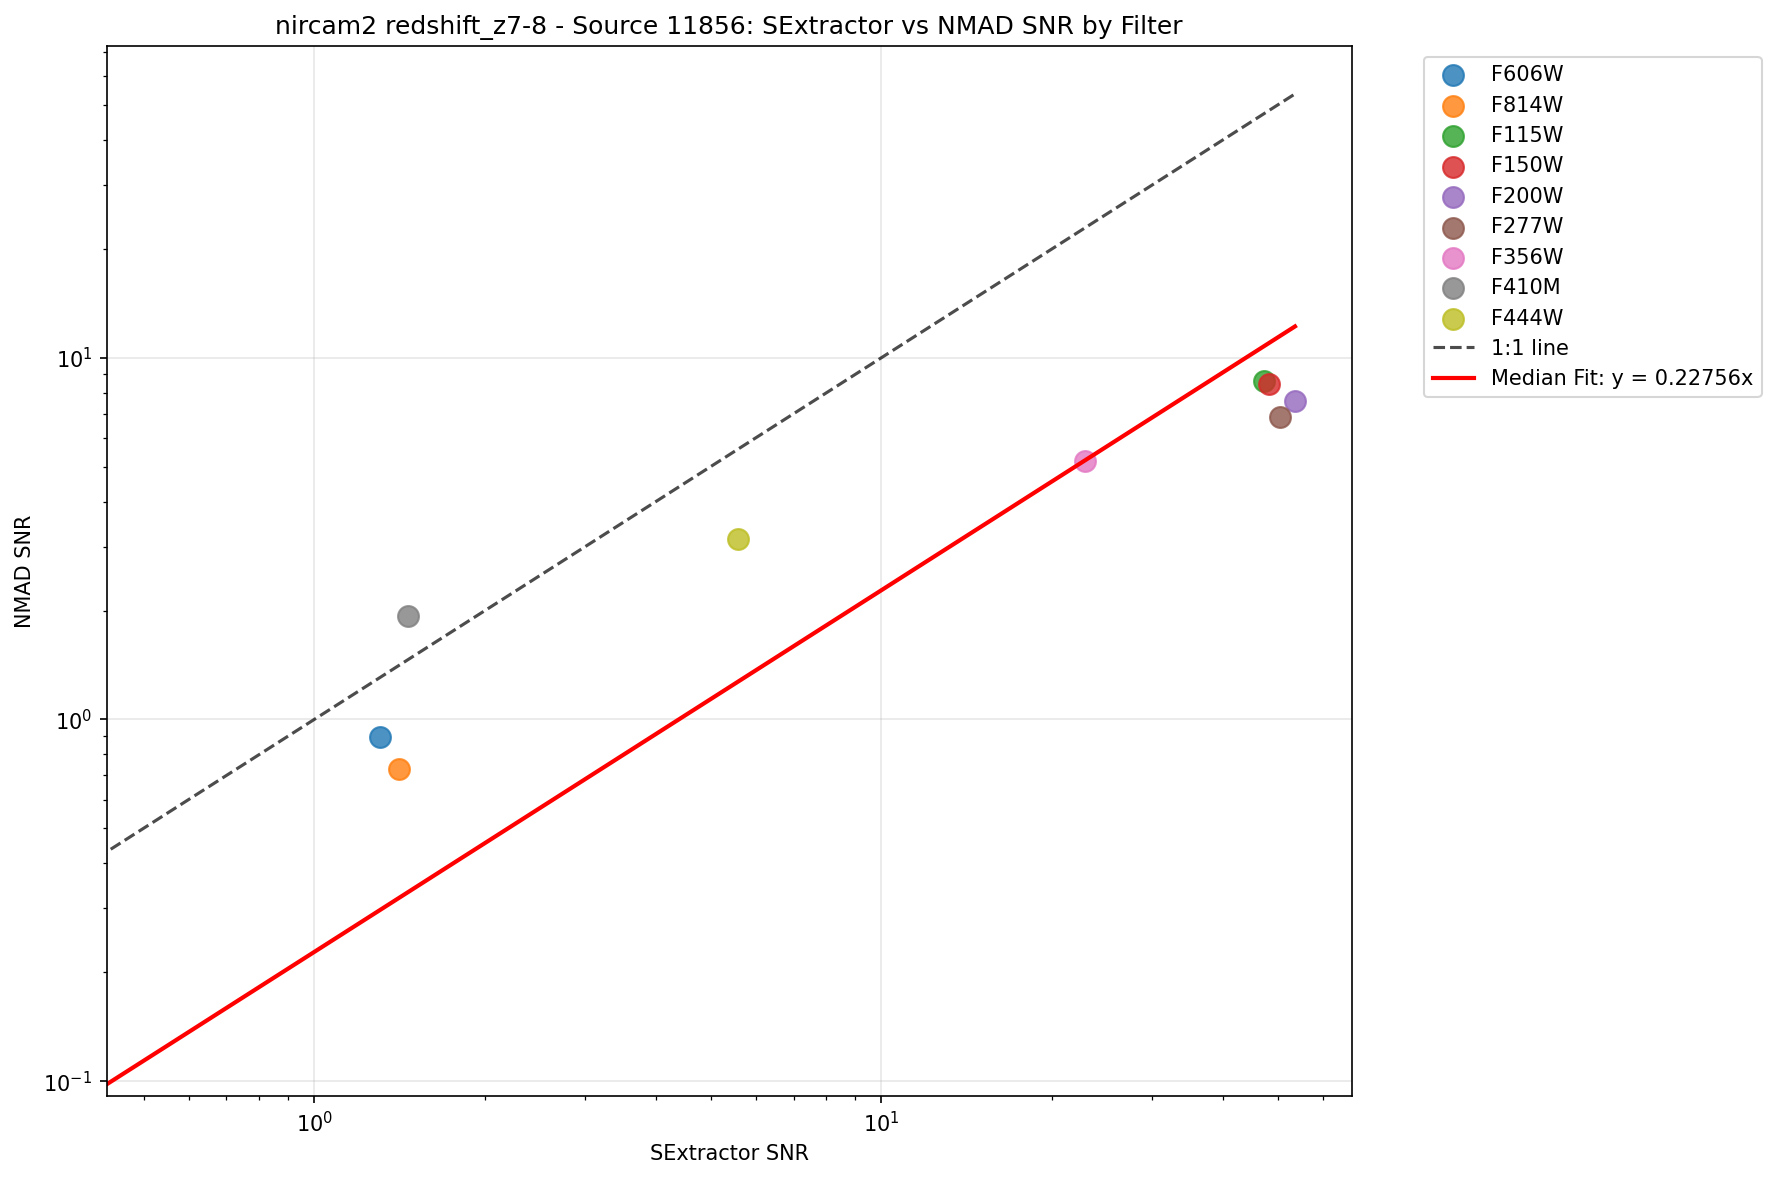 nircam2 redshift_z7-8 - Source 11856: SExtractor vs NMAD SNR by Filter
F606W
F814W
F115W
F150W
F200W
F277W
F356W
F410M
F444W
1:1 line
Median Fit: y = 0.22756x
NMAD SNR
10¹
10⁰
10⁻¹
10⁰
10¹
SExtractor SNR